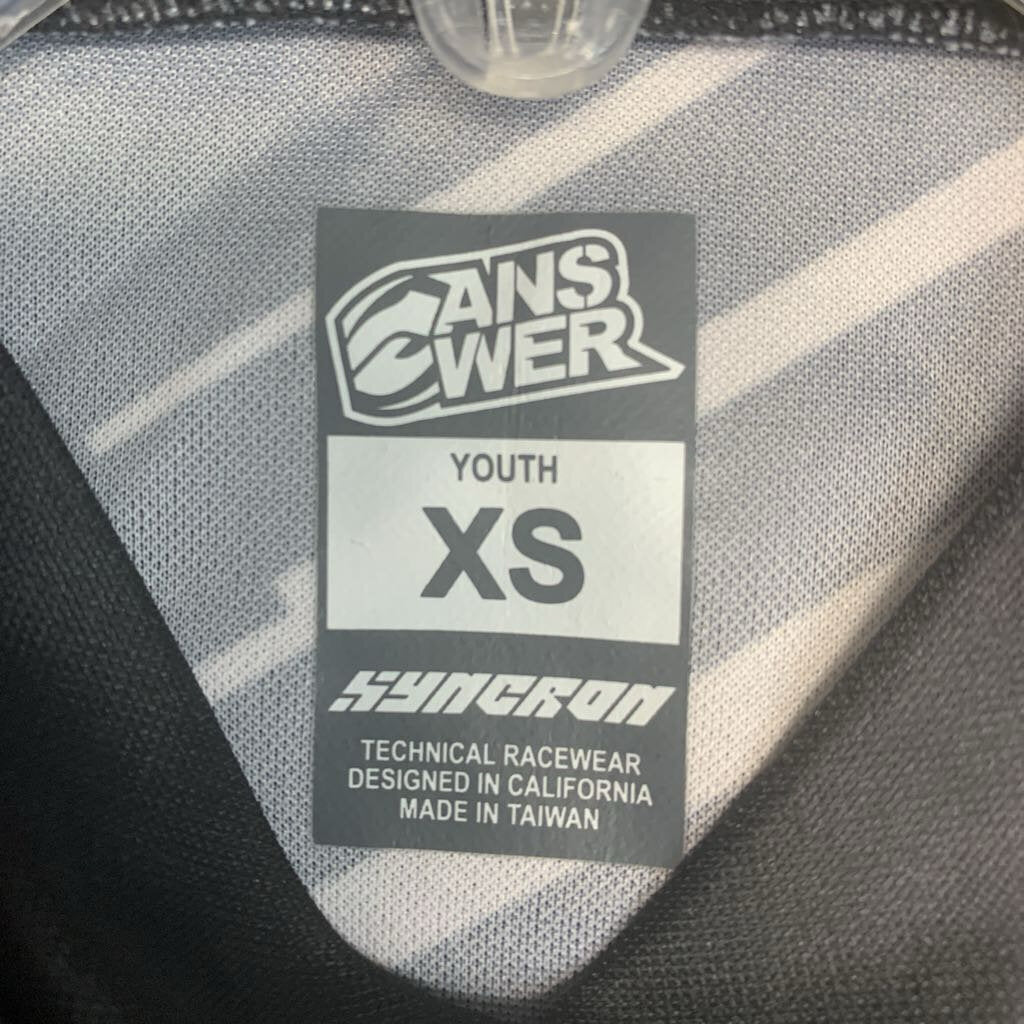 ANS
WER
YOUTH
XS
SYNCRON
TECHNICAL RACEWEAR
DESIGNED IN CALIFORNIA
MADE IN TAIWAN